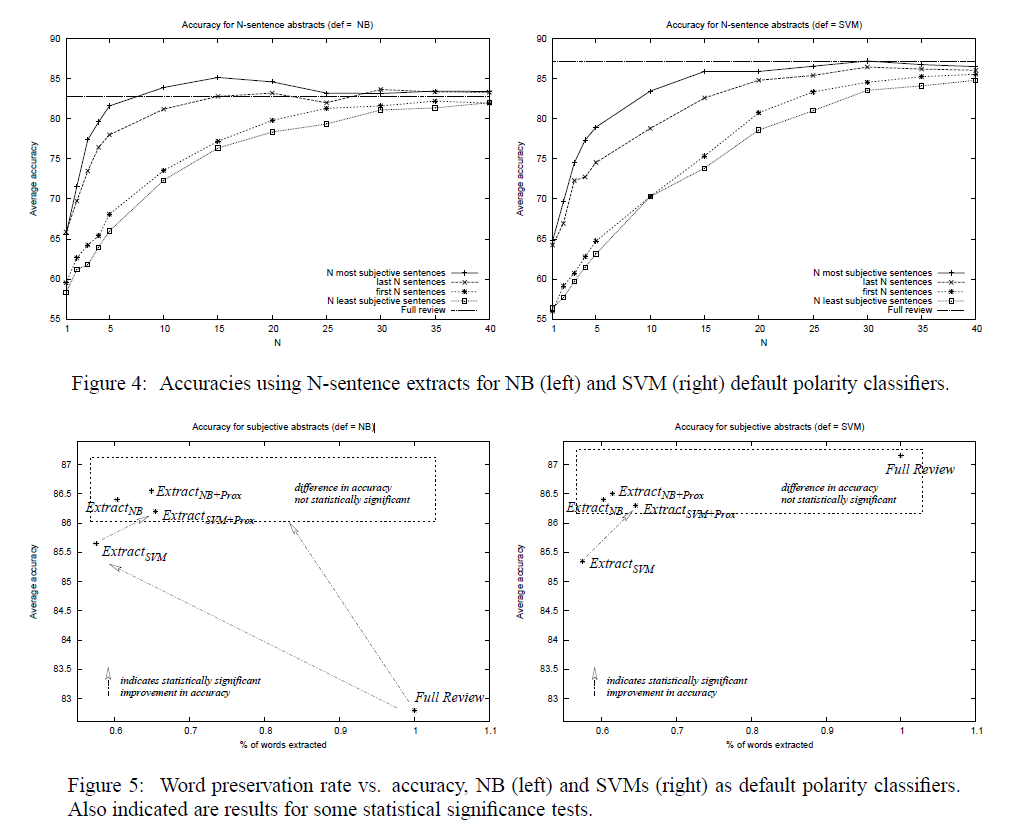 Accuracy for N-sentence abstracts (def = NB)
90
85
80
75
70
65
60
55
Average accuracy
1 5 10 15 20 25 30 35 40
N
N most subjective sentences
last N sentences
first N sentences
N least subjective sentences
Full review
Accuracy for N-sentence abstracts (def = SVM)
90
85
80
75
70
65
60
55
Average accuracy
1 5 10 15 20 25 30 35 40
N
N most subjective sentences
last N sentences
first N sentences
N least subjective sentences
Full review
Figure 4: Accuracies using N-sentence extracts for NB (left) and SVM (right) default polarity classifiers.
Accuracy for subjective abstracts (def = NB)
87
86.5
86
85.5
85
84.5
84
83.5
83
Average accuracy
ExtractNB+Prox
ExtractNB
ExtractSVM+Prox
ExtractSVM
difference in accuracy
not statistically significant
indicates statistically significant
improvement in accuracy
Full Review
0.6 0.7 0.8 0.9 1 1.1
% of words extracted
Accuracy for subjective abstracts (def = SVM)
87
86.5
86
85.5
85
84.5
84
83.5
83
Average accuracy
Full Review
ExtractNB+Prox
ExtractNB
ExtractSVM+Prox
ExtractSVM
difference in accuracy
not statistically significant
indicates statistically significant
improvement in accuracy
0.6 0.7 0.8 0.9 1 1.1
% of words extracted
Figure 5: Word preservation rate vs. accuracy, NB (left) and SVMs (right) as default polarity classifiers.
Also indicated are results for some statistical significance tests.